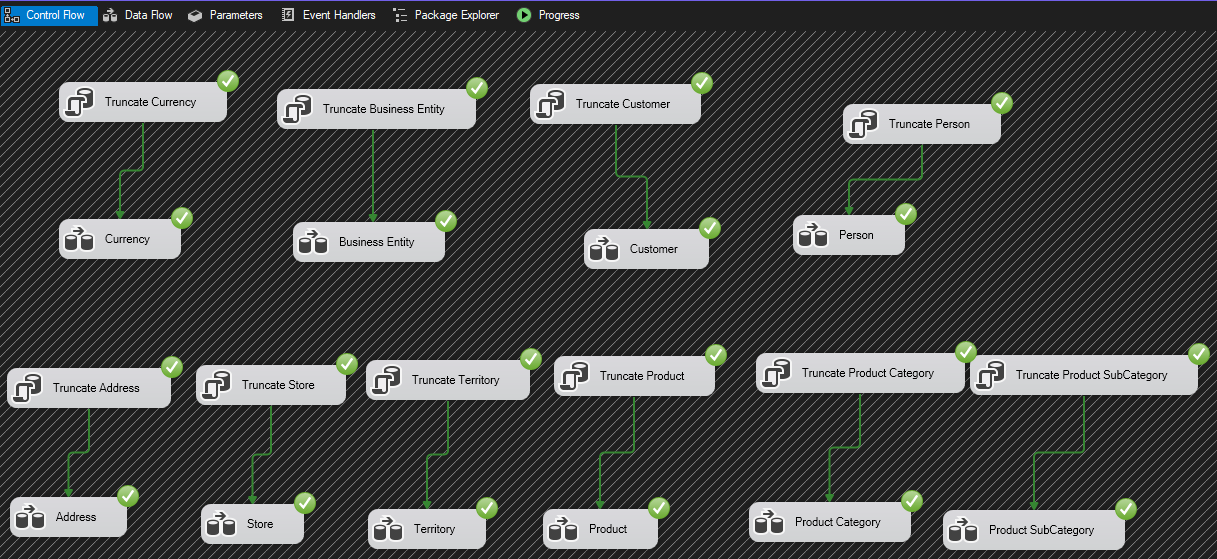 Control Flow
Data Flow
Parameters
Event Handlers
Package Explorer
Progress
Truncate Currency
Truncate Business Entity
Truncate Customer
Truncate Person
Currency
Business Entity
Customer
Person
Truncate Address
Truncate Store
Truncate Territory
Truncate Product
Truncate Product Category
Truncate Product SubCategory
Address
Store
Territory
Product
Product Category
Product SubCategory